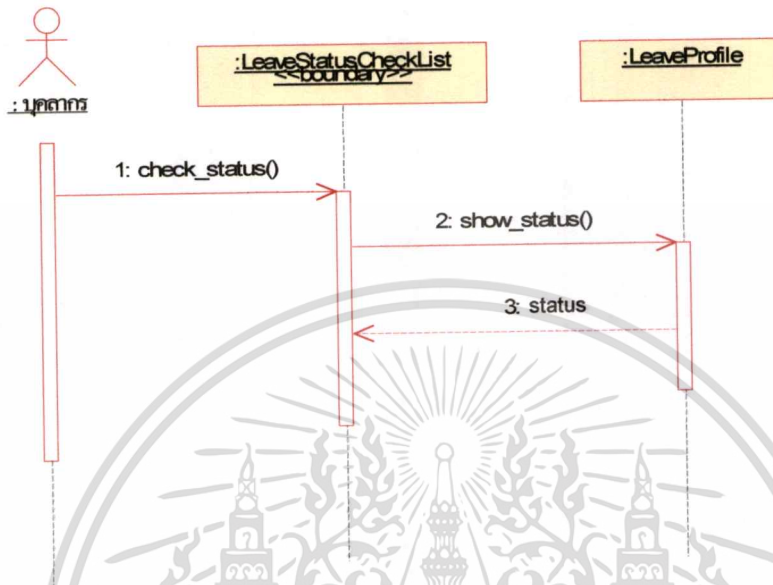 :LeaveStatusCheckList
<<boundary>>
:LeaveProfile
: บุคลากร
1: check_status()
2: show_status()
3: status